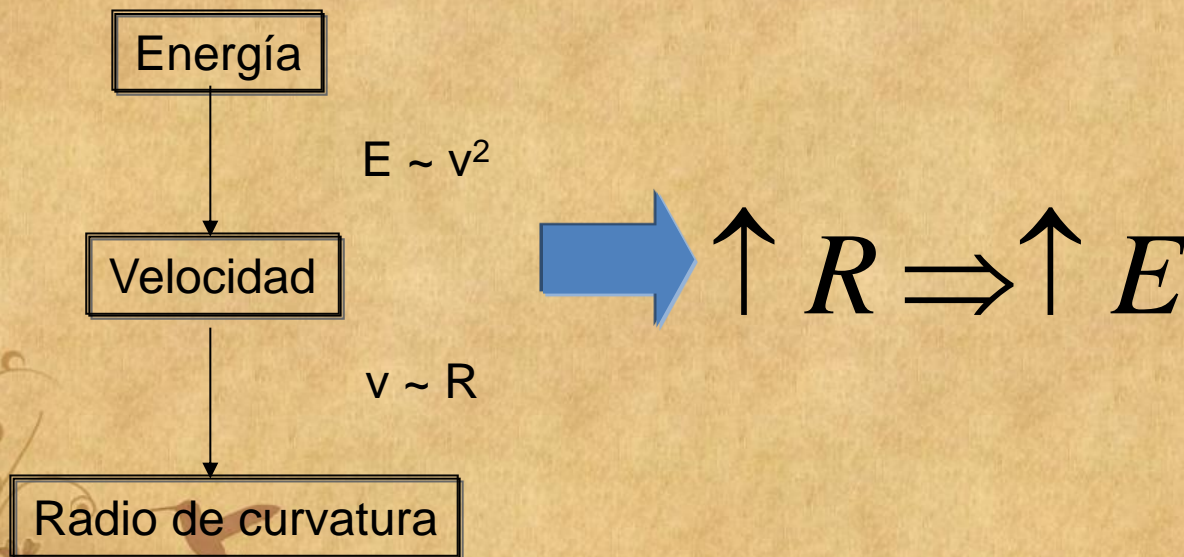 Energía
E ~ v²
Velocidad
↑ R ⇒ ↑ E
v ~ R
Radio de curvatura